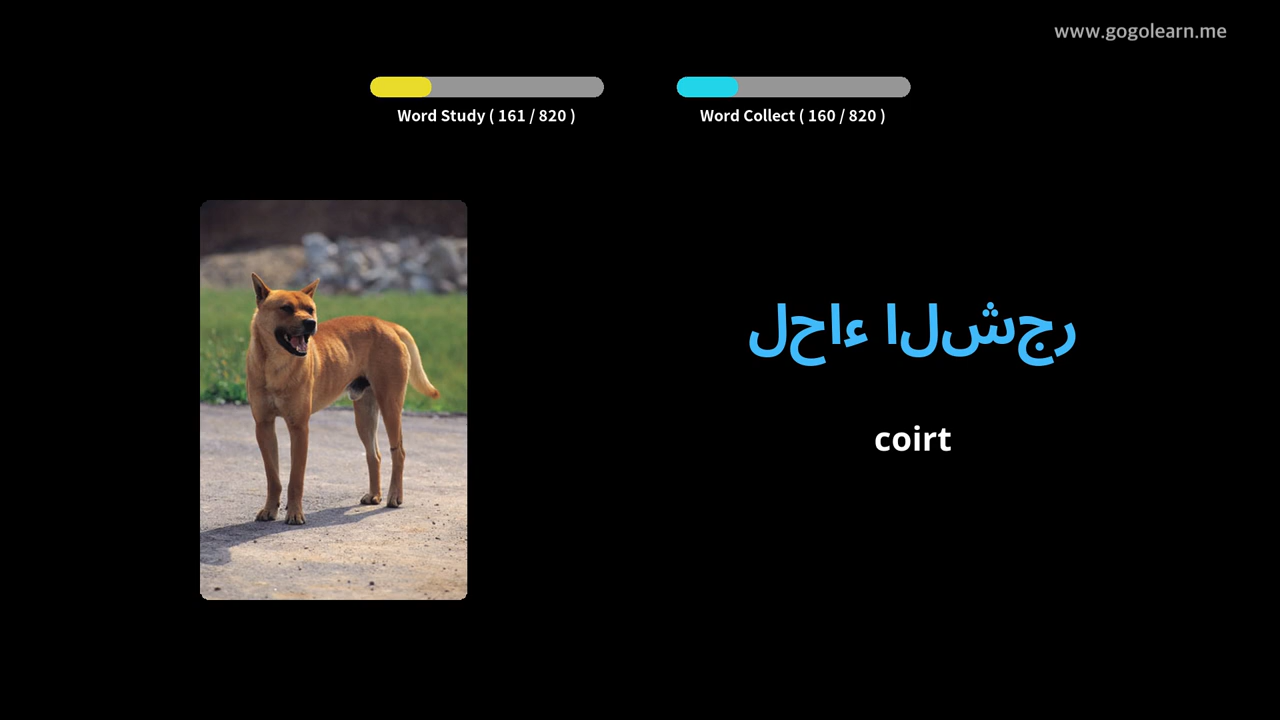 www.gogolearn.me
Word Study ( 161 / 820 )
Word Collect ( 160 / 820 )
لحاء الشجر
coirt